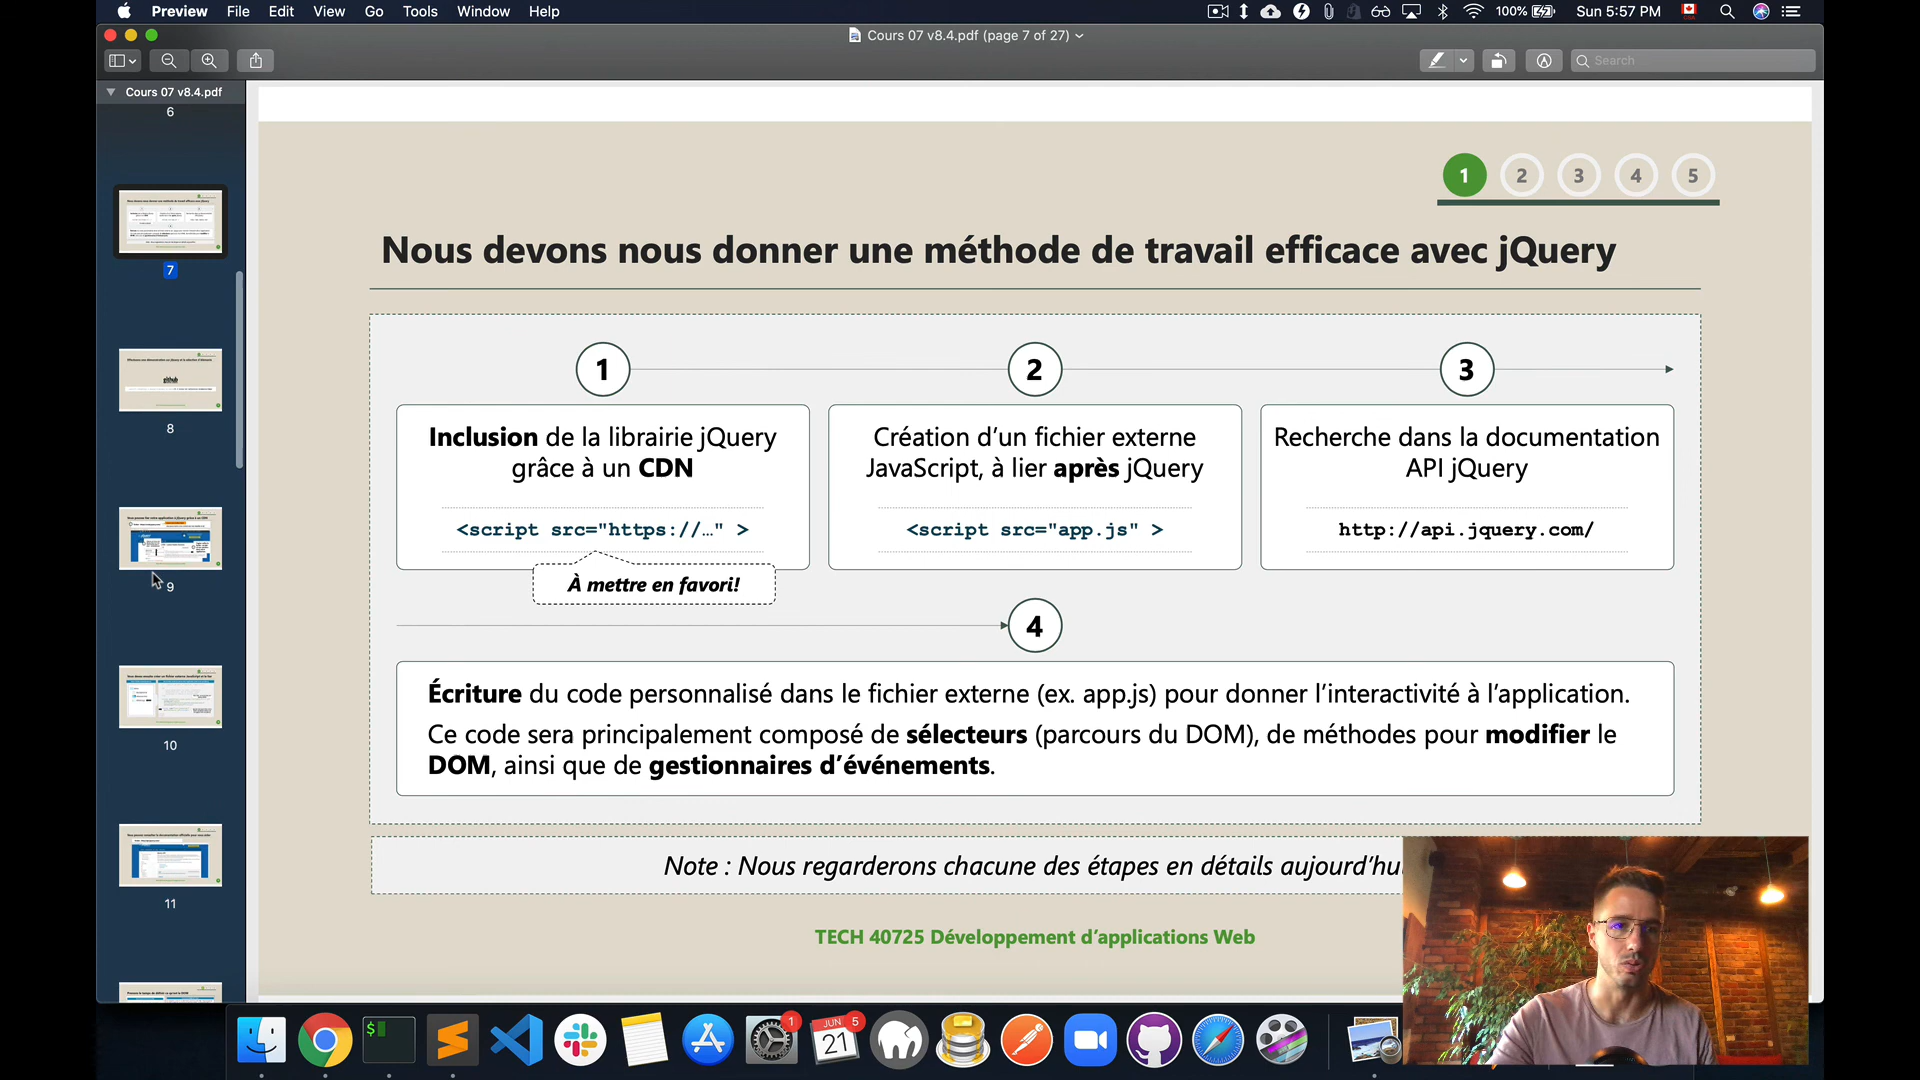 Preview File Edit View Go Tools Window Help
100%
Sun 5:57 PM
Cours 07 v8.4.pdf (page 7 of 27)
Search
Cours 07 v8.4.pdf
6
7
8
9
10
11
1 2 3 4 5
Nous devons nous donner une méthode de travail efficace avec jQuery
1
Inclusion de la librairie jQuery
grâce à un CDN
<script src="https://…" >
À mettre en favori!
2
Création d’un fichier externe
JavaScript, à lier après jQuery
<script src="app.js" >
3
Recherche dans la documentation
API jQuery
http://api.jquery.com/
4
Écriture du code personnalisé dans le fichier externe (ex. app.js) pour donner l’interactivité à l’application.
Ce code sera principalement composé de sélecteurs (parcours du DOM), de méthodes pour modifier le
DOM, ainsi que de gestionnaires d’événements.
Note : Nous regarderons chacune des étapes en détails
TECH 40725 Développement d’applications Web
$
1
JUN 5
21